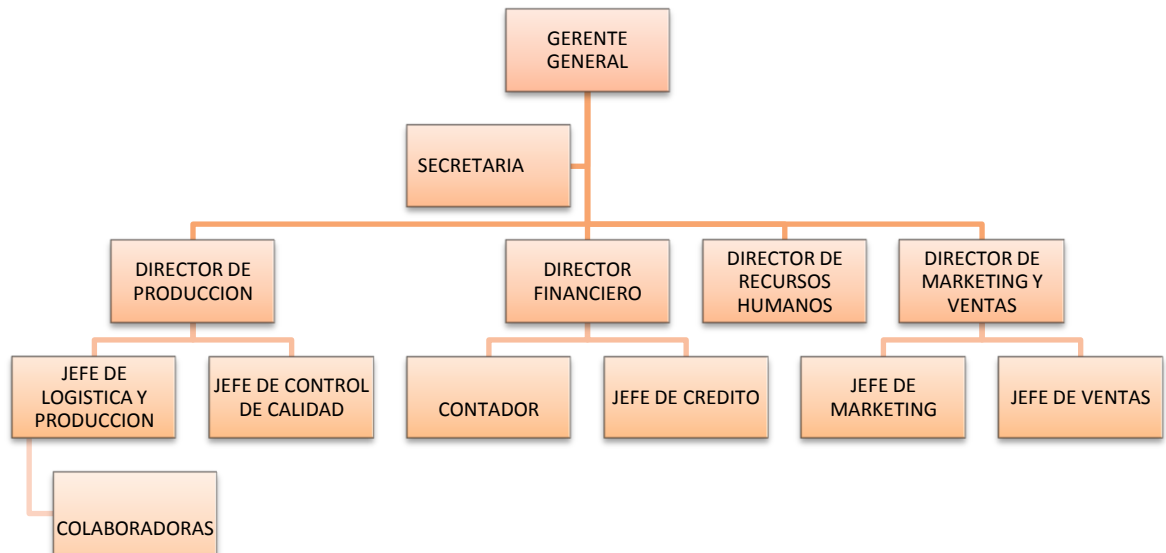 GERENTE
GENERAL
SECRETARIA
DIRECTOR DE
PRODUCCION
DIRECTOR
FINANCIERO
DIRECTOR DE
RECURSOS
HUMANOS
DIRECTOR DE
MARKETING Y
VENTAS
JEFE DE
LOGISTICA Y
PRODUCCION
JEFE DE CONTROL
DE CALIDAD
CONTADOR
JEFE DE CREDITO
JEFE DE
MARKETING
JEFE DE VENTAS
COLABORADORAS